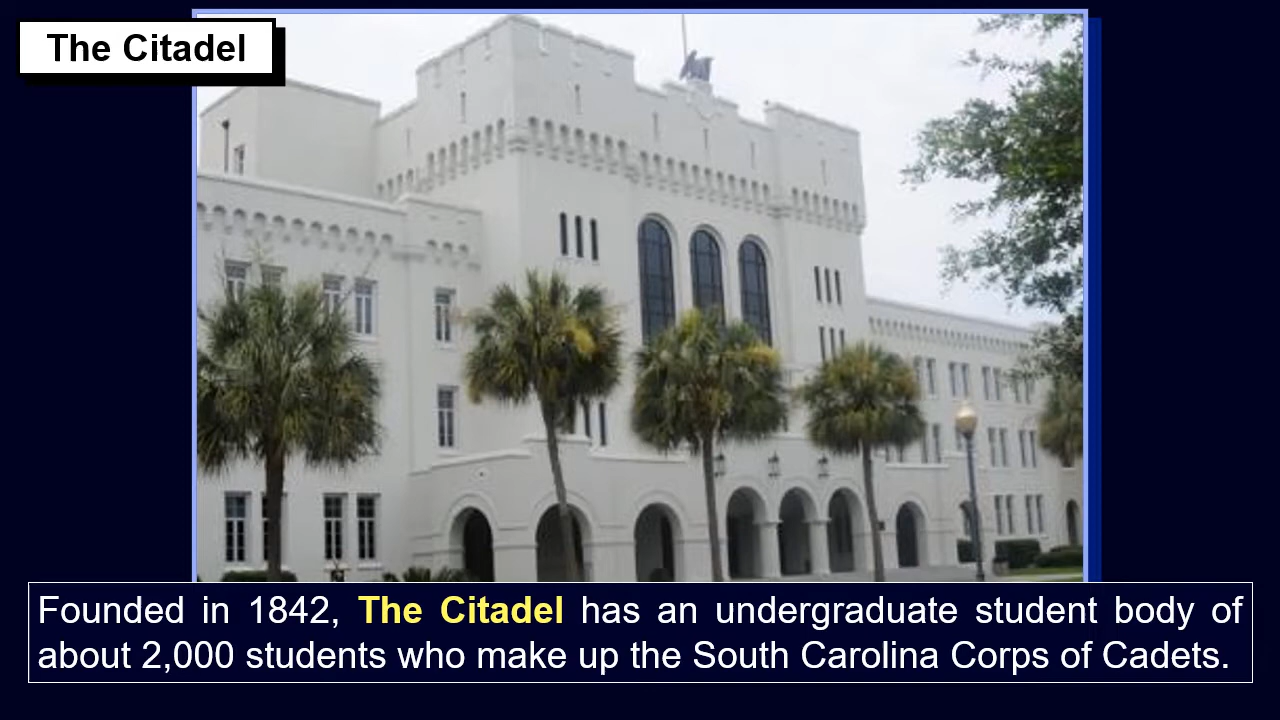 The Citadel
Founded in 1842, The Citadel has an undergraduate student body of
about 2,000 students who make up the South Carolina Corps of Cadets.